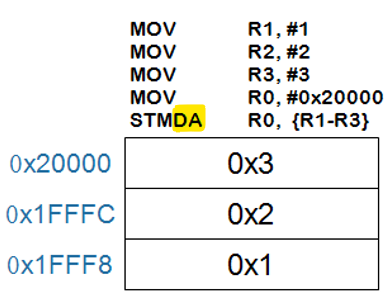 MOV R1, #1
MOV R2, #2
MOV R3, #3
MOV R0, #0x20000
STMDA R0, {R1-R3}
0x20000 0x3
0x1FFFC 0x2
0x1FFF8 0x1